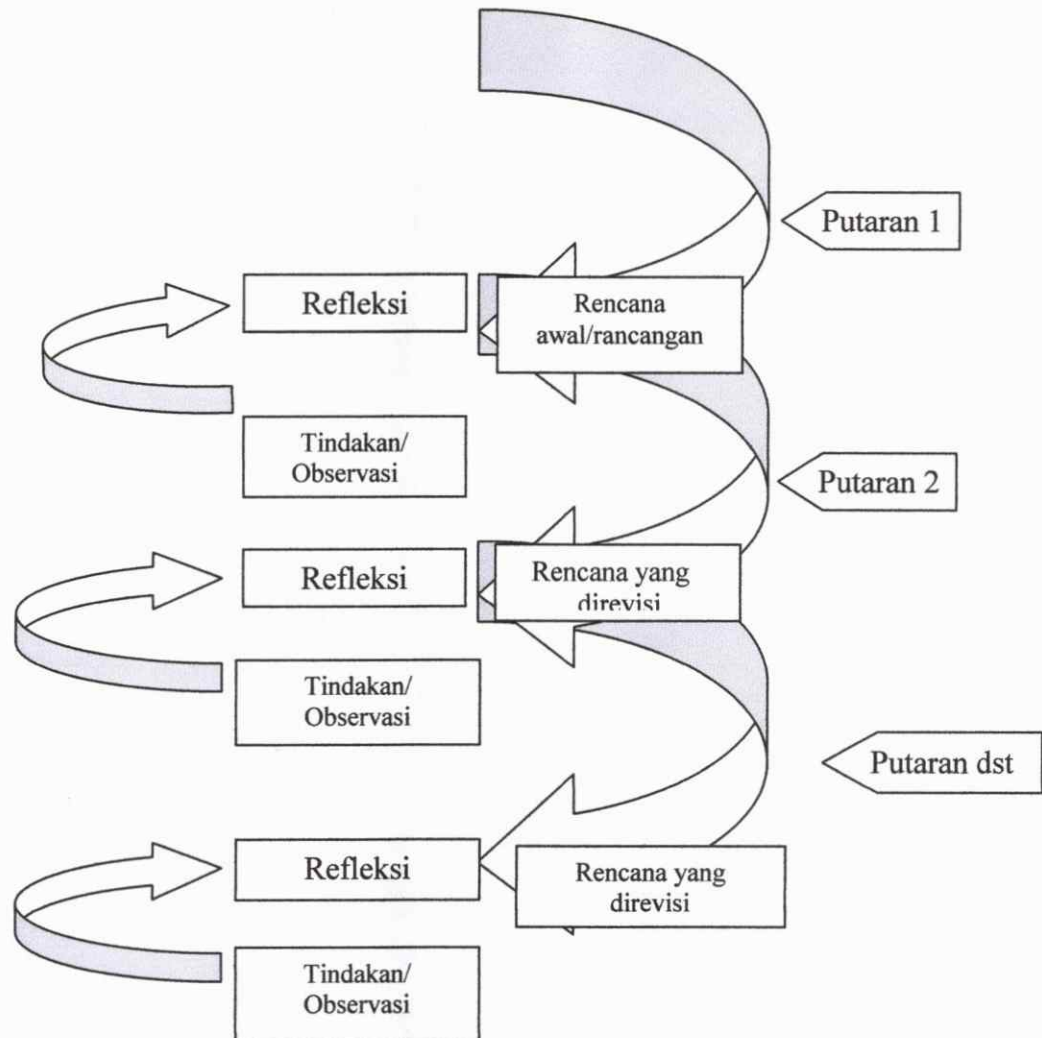 Putaran 1
Refleksi
Rencana
awal/rancangan
Tindakan/
Observasi
Putaran 2
Refleksi
Rencana yang
direvisi
Tindakan/
Observasi
Putaran dst
Refleksi
Rencana yang
direvisi
Tindakan/
Observasi